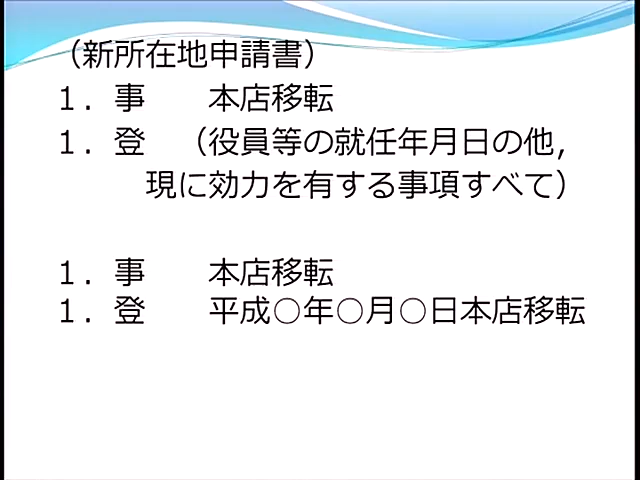 （新所在地申請書）
１．事　　本店移転
１．登　（役員等の就任年月日の他，
現に効力を有する事項すべて）
１．事　　本店移転
１．登　　平成○年○月○日本店移転